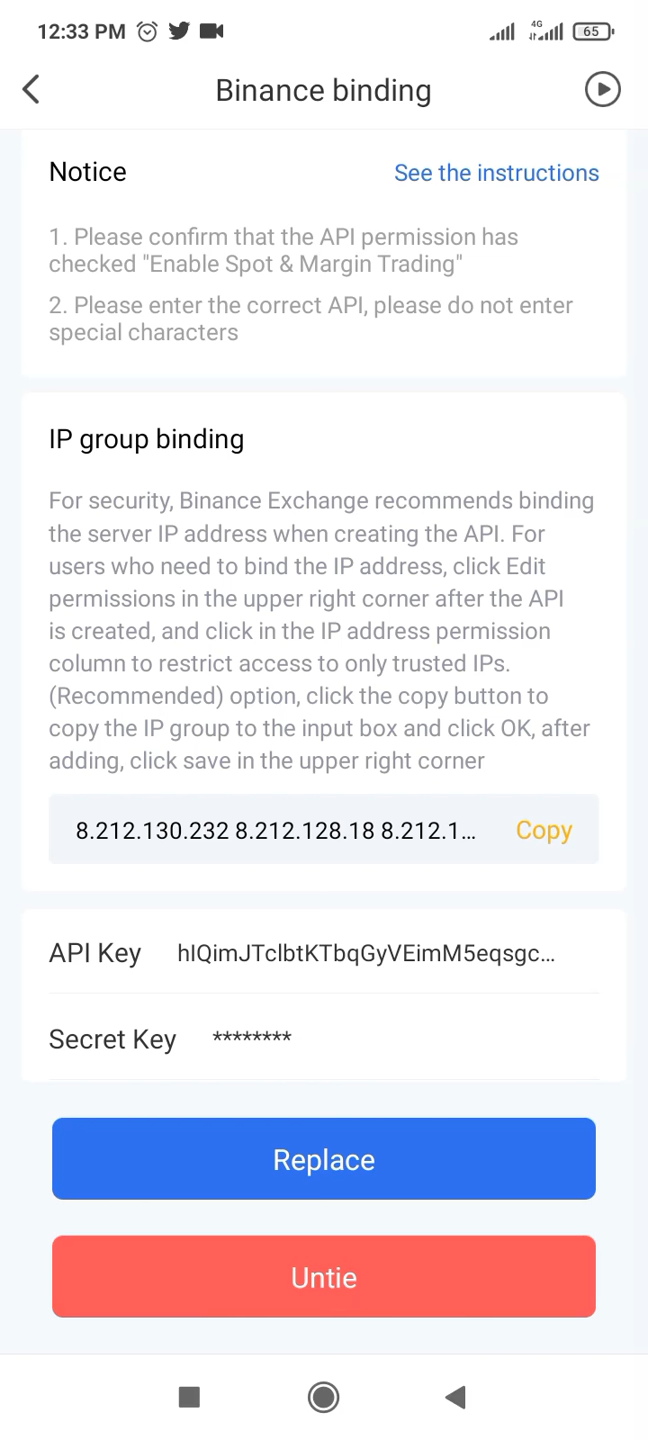 12:33 PM 4G 65
Binance binding
Notice See the instructions
1. Please confirm that the API permission has
checked "Enable Spot & Margin Trading"
2. Please enter the correct API, please do not enter
special characters
IP group binding
For security, Binance Exchange recommends binding
the server IP address when creating the API. For
users who need to bind the IP address, click Edit
permissions in the upper right corner after the API
is created, and click in the IP address permission
column to restrict access to only trusted IPs.
(Recommended) option, click the copy button to
copy the IP group to the input box and click OK, after
adding, click save in the upper right corner
8.212.130.232 8.212.128.18 8.212.1... Copy
API Key hIQimJTclbtKTbqGyVEimM5eqsgc...
Secret Key ********
Replace
Untie